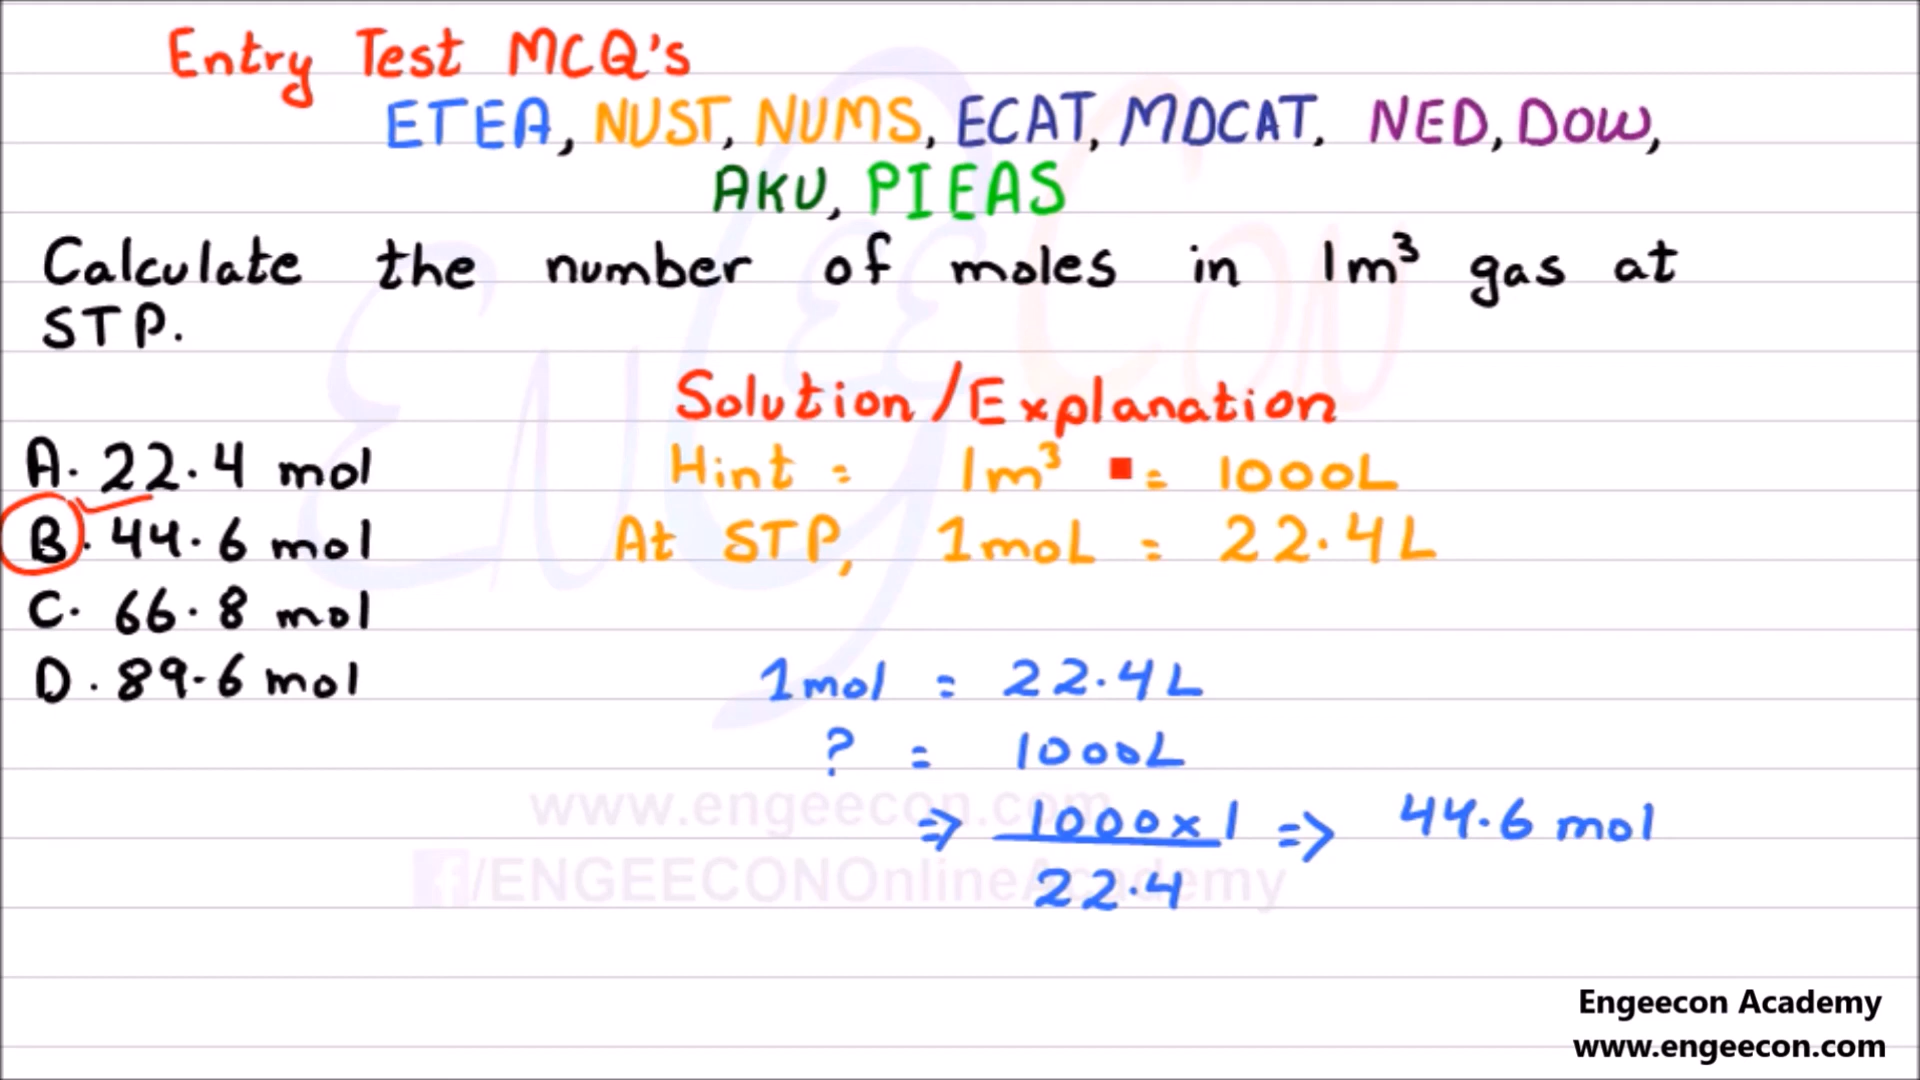 Entry Test MCQ's
ETEA, NUST, NUMS, ECAT, MDCAT. NED, DOW,
AKU, PIEAS
Calculate the number of moles in 1m³ gas at
STP.
Solution/Explanation
A. 22.4 mol
Hint = 1m³ = 1000L
B. 44.6 mol
At STP, 1moL = 22.4L
C. 66.8 mol
D. 89.6 mol
1mol = 22.4L
? = 1000L
⇒ 1000x1 ⇒ 44.6 mol
22.4
EnGeeCon
www.engeecon.com
f/ENGEECONOnlineAcademy
Engeecon Academy
www.engeecon.com